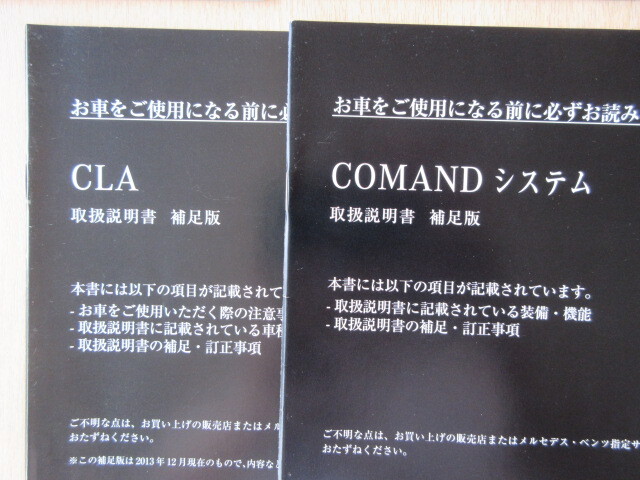 お車をご使用になる前に必
CLA
取扱説明書 補足版
本書には以下の項目が記載されて
- お車をご使用いただく際の注意事
- 取扱説明書に記載されている車種
- 取扱説明書の補足・訂正事項
ご不明な点は、お買い上げの販売店またはメル
おたずねください。
※この補足版は2013年12月現在のもので、内容な
お車をご使用になる前に必ずお読み
COMAND システム
取扱説明書 補足版
本書には以下の項目が記載されています。
- 取扱説明書に記載されている装備・機能
- 取扱説明書の補足・訂正事項
ご不明な点は、お買い上げの販売店またはメルセデス・ベンツ指定サ
おたずねください。